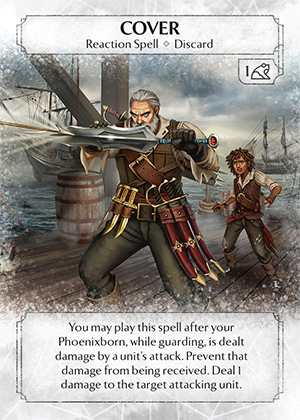 COVER
Reaction Spell ⬦ Discard
1
You may play this spell after your
Phoenixborn, while guarding, is dealt
damage by a unit's attack. Prevent that
damage from being received. Deal 1
damage to the target attacking unit.